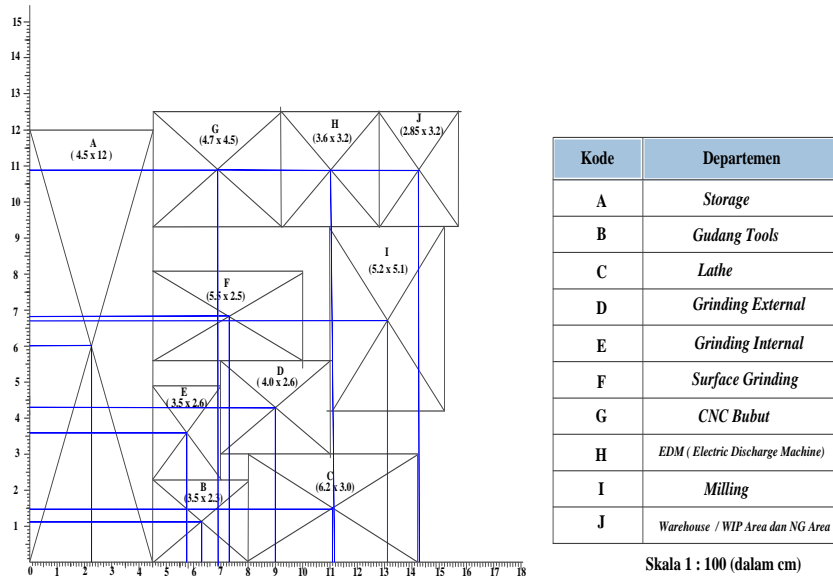 15
14
13
12
11
10
9
8
7
6
5
4
3
2
1
0 1 2 3 4 5 6 7 8 9 10 11 12 13 14 15 16 17 18
A
( 4.5 x 12 )
G
(4.7 x 4.5)
H
(3.6 x 3.2)
J
(2.85 x 3.2)
I
(5.2 x 5.1)
F
(5.5 x 2.5)
D
( 4.0 x 2.6)
E
( 3.5 x 2.6)
B
(3.5 x 2.3)
C
(6.2 x 3.0)
Kode Departemen
A Storage
B Gudang Tools
C Lathe
D Grinding External
E Grinding Internal
F Surface Grinding
G CNC Bubut
H EDM ( Electric Discharge Machine)
I Milling
J Warehouse / WIP Area dan NG Area
Skala 1 : 100 (dalam cm)